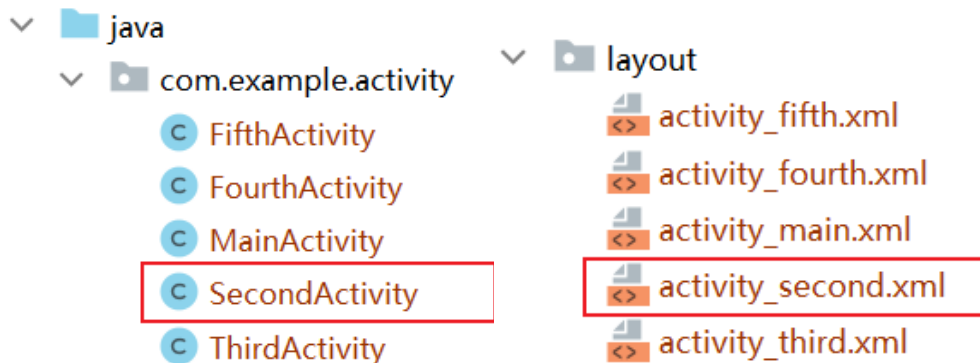 java
com.example.activity
FifthActivity
FourthActivity
MainActivity
SecondActivity
ThirdActivity
layout
activity_fifth.xml
activity_fourth.xml
activity_main.xml
activity_second.xml
activity_third.xml